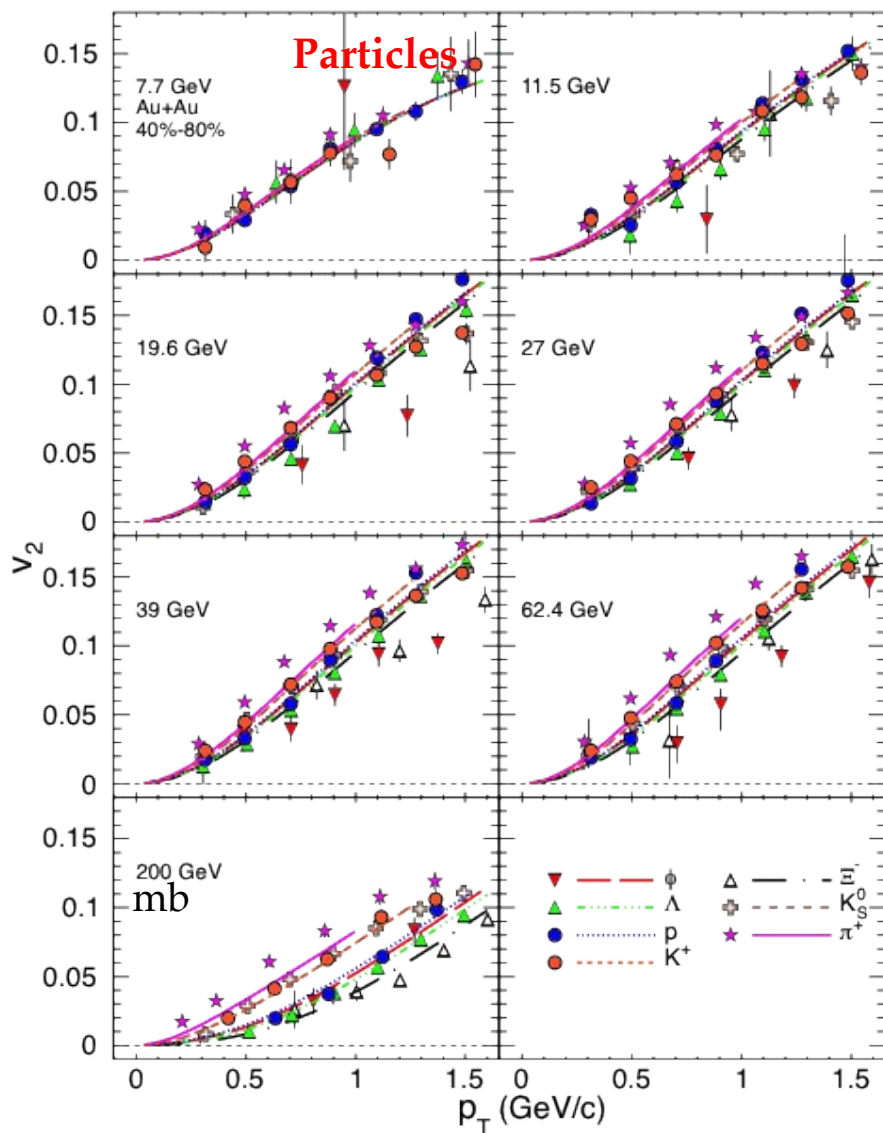 Particles
0.15
0.1
0.05
0
7.7 GeV
Au+Au
40%-80%
11.5 GeV
0.15
0.1
0.05
0
19.6 GeV
27 GeV
v₂
0.15
0.1
0.05
0
39 GeV
62.4 GeV
0.15
0.1
0.05
0
200 GeV
mb
ϕ
Λ
p
K⁺
Ξ⁻
K⁰_S
π⁺
0 0.5 1 1.5
0 0.5 1 1.5
p_T (GeV/c)